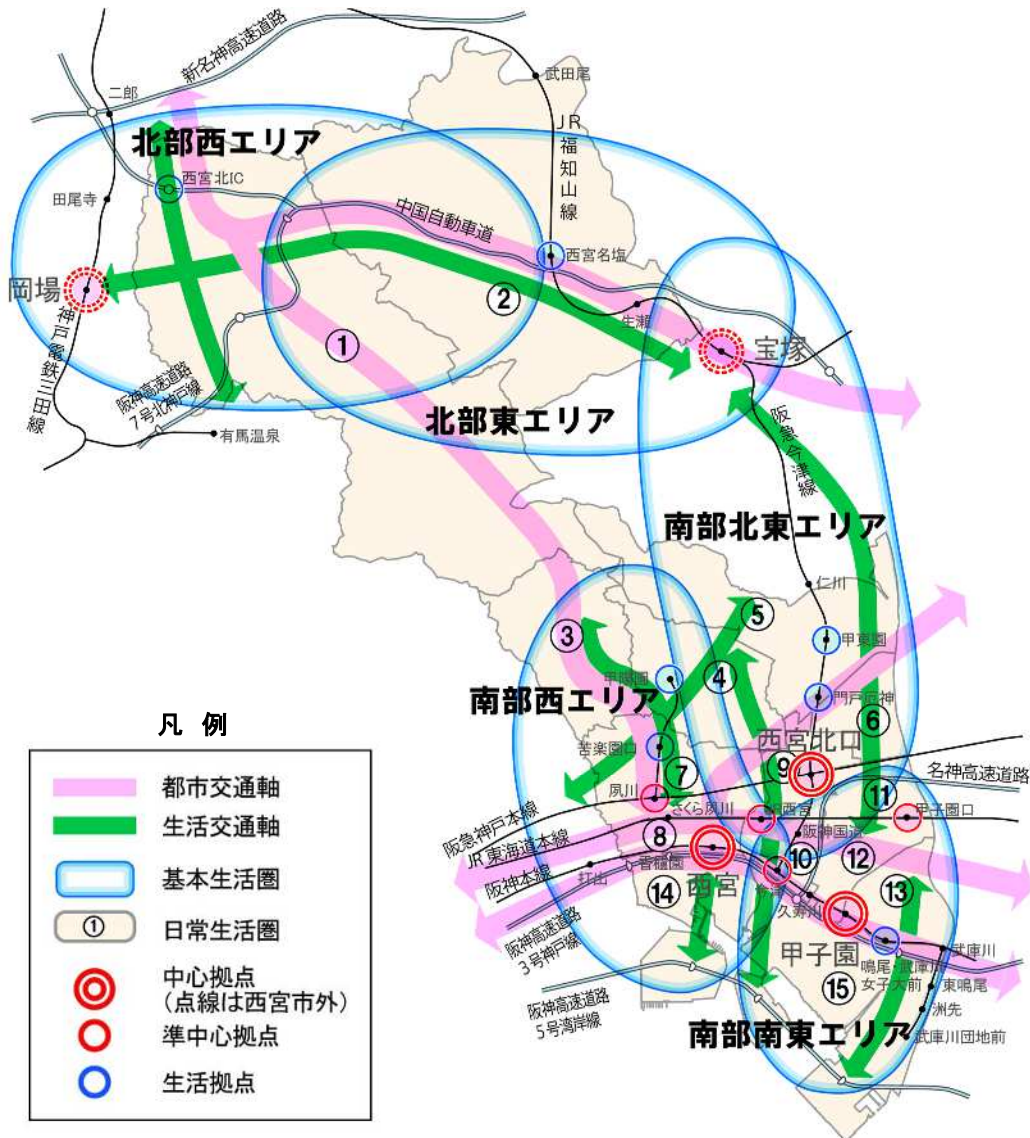 新名神高速道路
二郎
武田尾
JR福知山線
北部西エリア
西宮北IC
田尾寺
中国自動車道
西宮名塩
岡場
②
生瀬
①
宝塚
神戸電鉄三田線
阪神高速道路
7号北神戸線
有馬温泉
北部東エリア
阪急今津線
南部北東エリア
仁川
⑤
③
甲東園
甲陽園
④
門戸厄神
南部西エリア
⑥
西宮北口
苦楽園口
⑨
名神高速道路
⑦
夙川
さくら夙川
JR西宮
⑪
甲子園口
阪急神戸本線
JR東海道本線
阪神本線
⑧
阪神国道
香櫨園
打出
⑩
⑫
西宮
今津
⑭
⑬
久寿川
阪神高速道路
3号神戸線
甲子園
武庫川
鳴尾・武庫川
女子大前
東鳴尾
⑮
洲先
阪神高速道路
5号湾岸線
南部南東エリア
武庫川団地前
凡 例
都市交通軸
生活交通軸
基本生活圏
① 日常生活圏
中心拠点
(点線は西宮市外)
準中心拠点
生活拠点